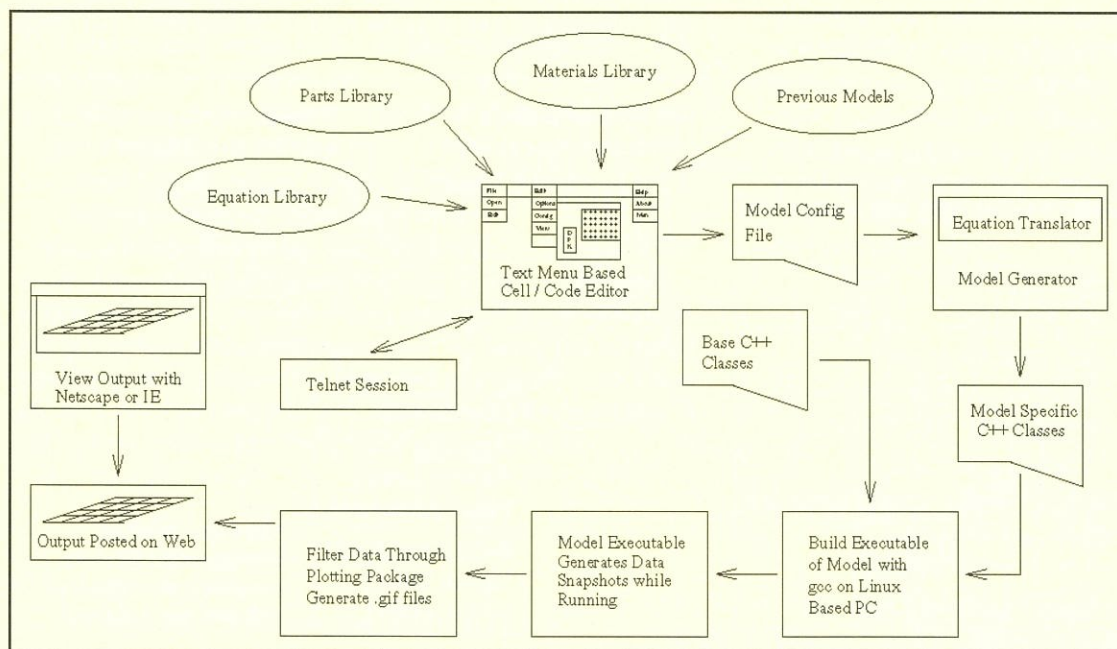 Materials Library
Parts Library
Previous Models
Equation Library
File
Edit
Help
Open
Options
About
Config
Menu
Text Menu Based
Cell / Code Editor
Model Config
File
Equation Translator
Model Generator
View Output with
Netscape or IE
Telnet Session
Base C++
Classes
Model Specific
C++ Classes
Output Posted on Web
Filter Data Through
Plotting Package
Generate .gif files
Model Executable
Generates Data
Snapshots while
Running
Build Executable
of Model with
gcc on Linux
Based PC